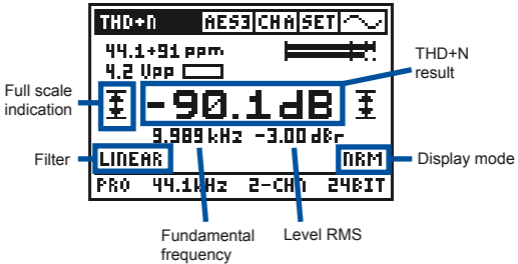 THD+N AES3 CHA SET
44.1+91 ppm
4.2 Vpp
THD+N
result
Full scale
indication
-90.1dB
9.989 kHz -3.00 dBr
Filter
LINEAR
NRM
Display mode
PRO 44.1kHz 2-CHN 24BIT
Fundamental
frequency
Level RMS